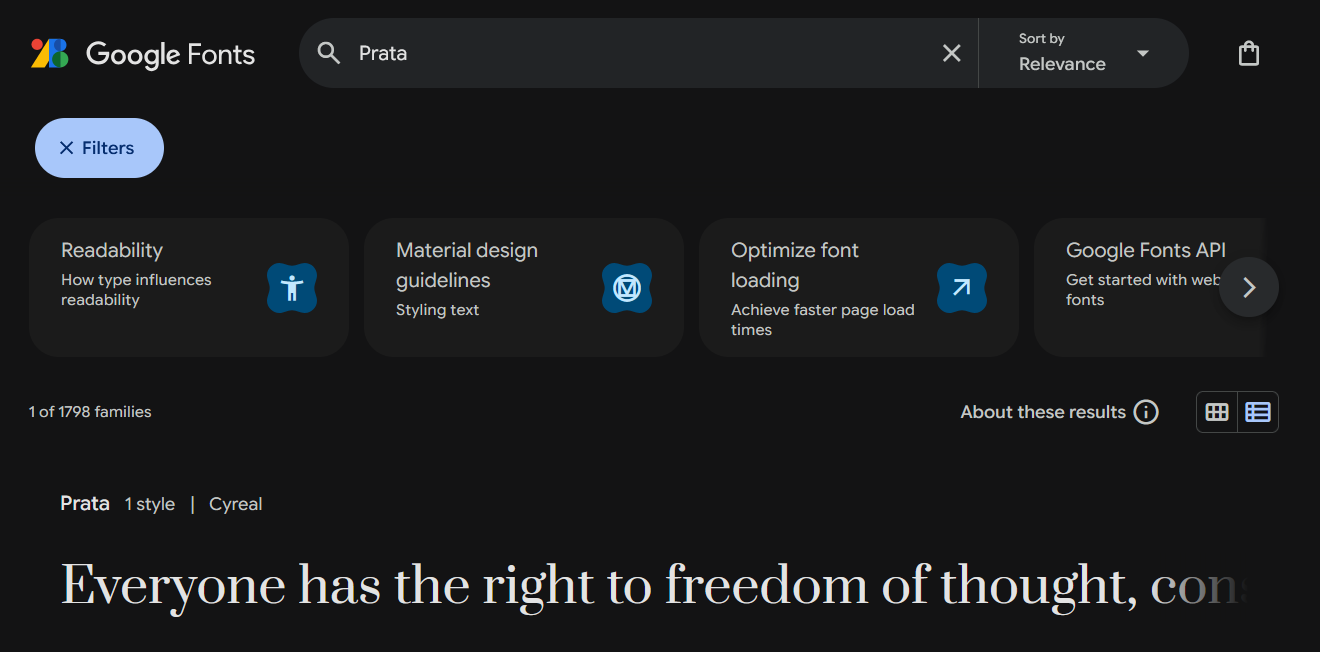 Google Fonts
Prata
Sort by
Relevance
Filters
Readability
How type influences
readability
Material design
guidelines
Styling text
Optimize font
loading
Achieve faster page load
times
Google Fonts API
Get started with web
fonts
1 of 1798 families
About these results
Prata 1 style | Cyreal
Everyone has the right to freedom of thought, cons